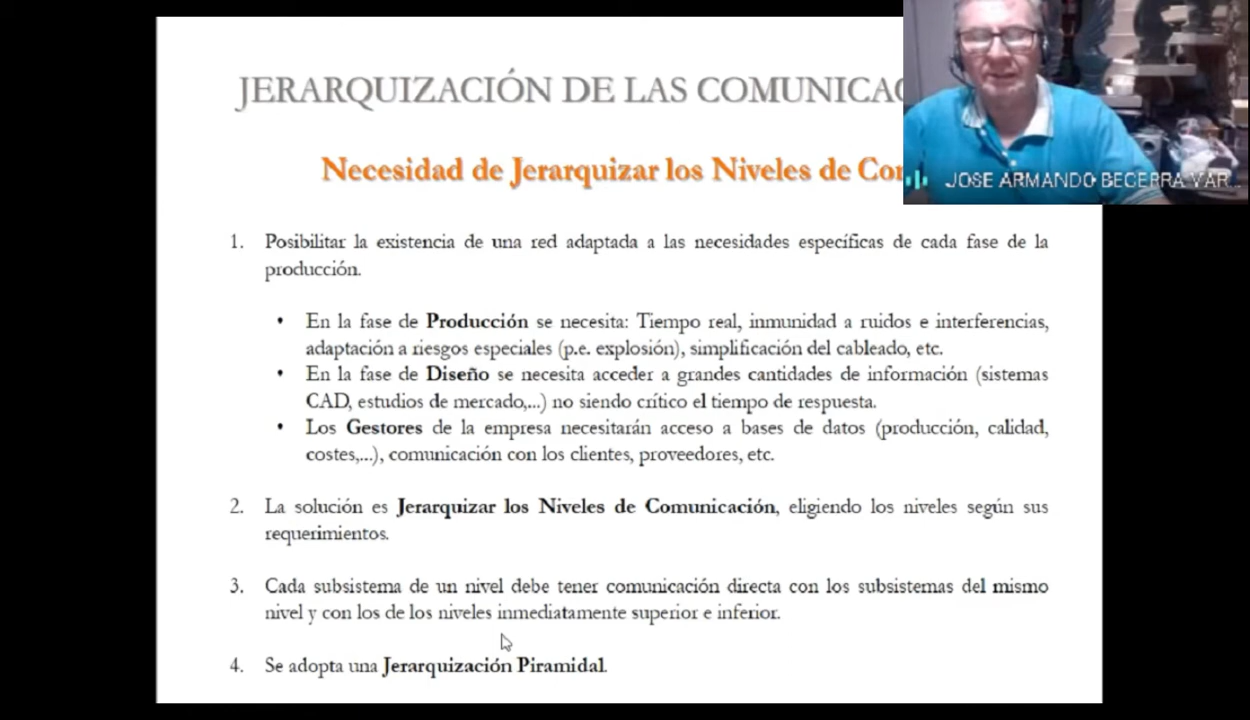 JERARQUIZACIÓN DE LAS COMUNICAC
Necesidad de Jerarquizar los Niveles de Co
JOSE ARMANDO BECERRA VAR...
1. Posibilitar la existencia de una red adaptada a las necesidades específicas de cada fase de la
producción.
• En la fase de Producción se necesita: Tiempo real, inmunidad a ruidos e interferencias,
adaptación a riesgos especiales (p.e. explosión), simplificación del cableado, etc.
• En la fase de Diseño se necesita acceder a grandes cantidades de información (sistemas
CAD, estudios de mercado,...) no siendo crítico el tiempo de respuesta.
• Los Gestores de la empresa necesitarán acceso a bases de datos (producción, calidad,
costes,...), comunicación con los clientes, proveedores, etc.
2. La solución es Jerarquizar los Niveles de Comunicación, eligiendo los niveles según sus
requerimientos.
3. Cada subsistema de un nivel debe tener comunicación directa con los subsistemas del mismo
nivel y con los de los niveles inmediatamente superior e inferior.
4. Se adopta una Jerarquización Piramidal.